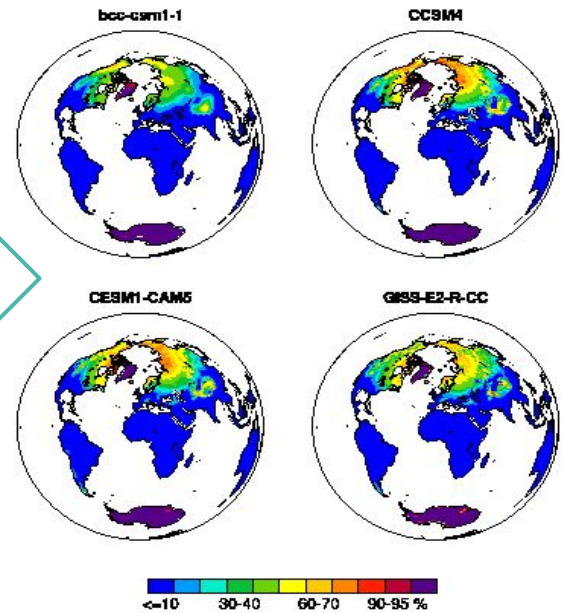 bcc-csm1-1
CCSM4
CESM1-CAM5
GISS-E2-R-CC
<=10 30-40 60-70 90-95 %